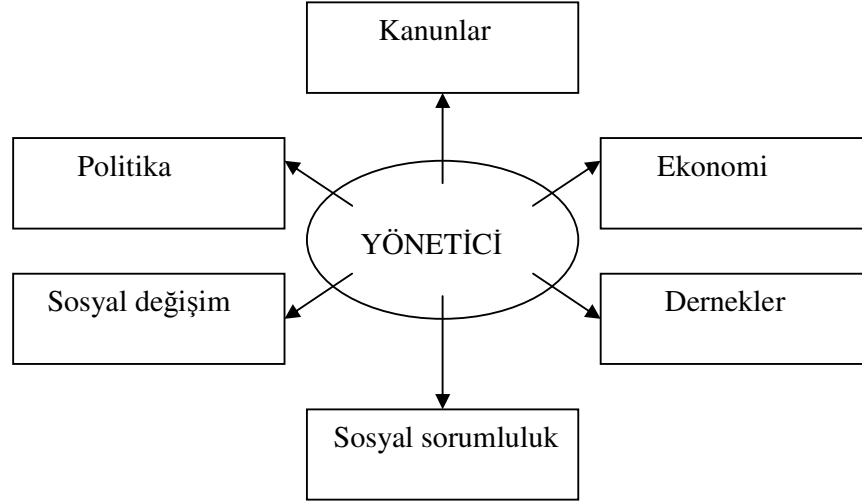 Kanunlar
Politika
Ekonomi
YÖNETİCİ
Sosyal değişim
Dernekler
Sosyal sorumluluk